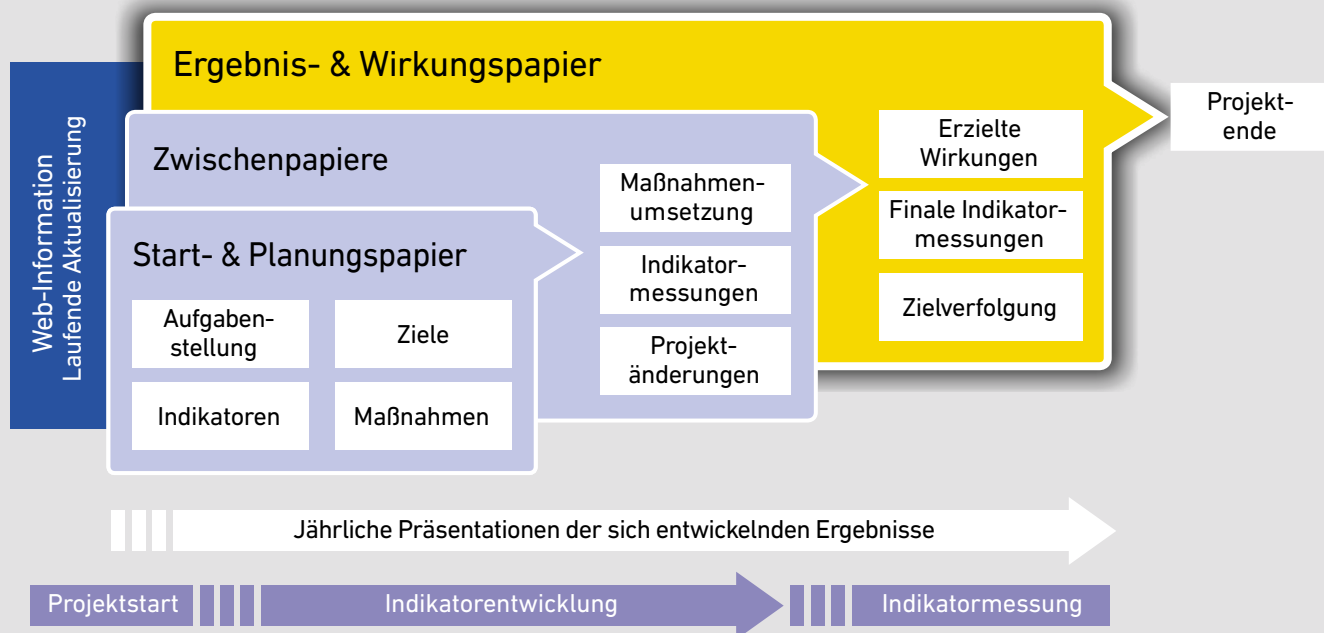 Ergebnis- & Wirkungspapier
Projekt-
ende
Web-Information
Laufende Aktualisierung
Erzielte
Wirkungen
Zwischenpapiere
Maßnahmen-
umsetzung
Finale Indikator-
messungen
Start- & Planungspapier
Indikator-
messungen
Zielverfolgung
Aufgaben-
stellung
Ziele
Projekt-
änderungen
Indikatoren
Maßnahmen
Jährliche Präsentationen der sich entwickelnden Ergebnisse
Projektstart
Indikatorentwicklung
Indikatormessung